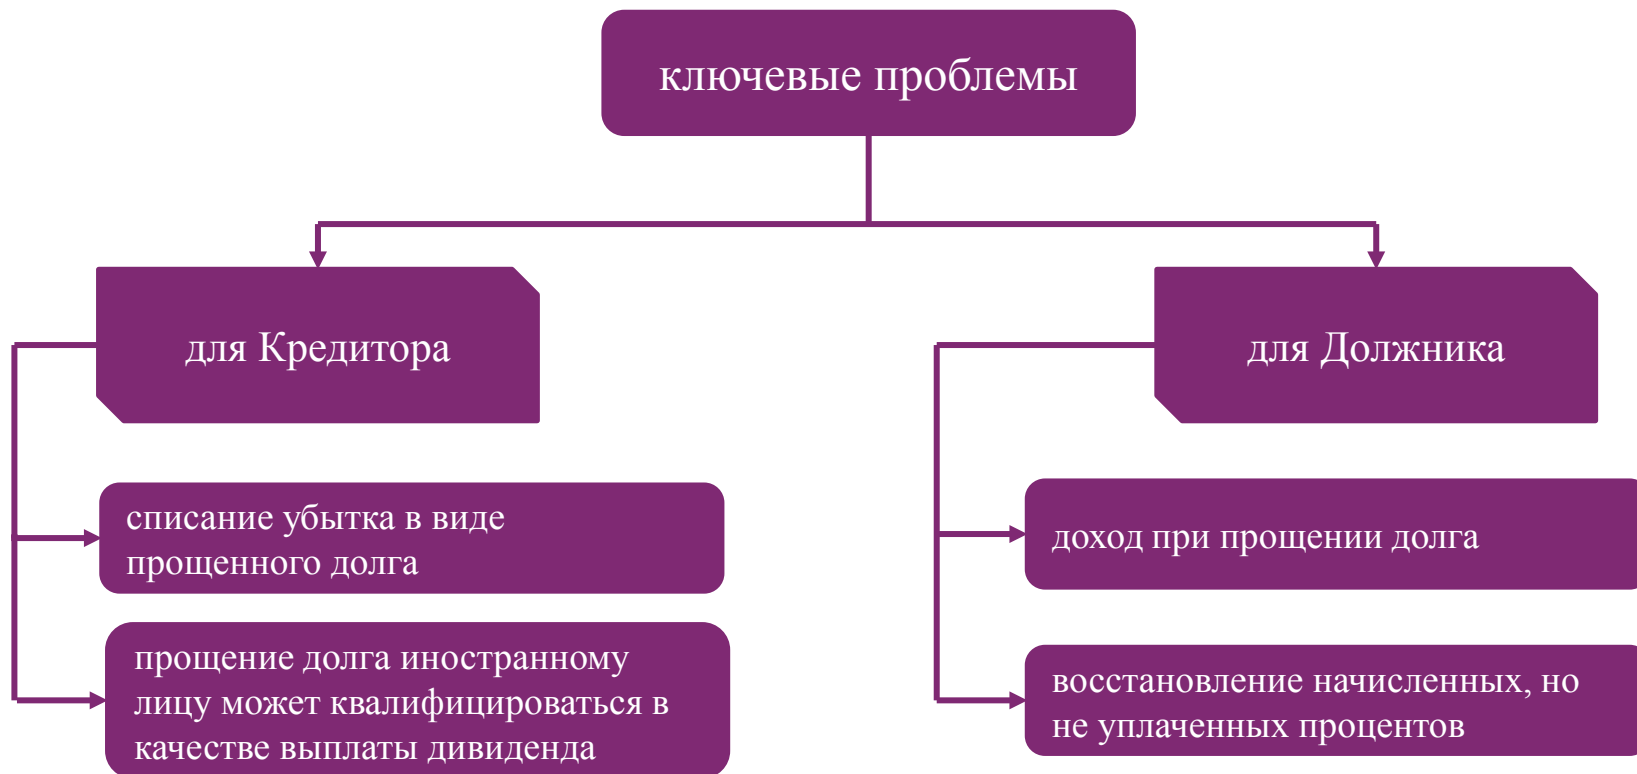 ключевые проблемы
для Кредитора
для Должника
списание убытка в виде
прощенного долга
прощение долга иностранному
лицу может квалифицироваться в
качестве выплаты дивиденда
доход при прощении долга
восстановление начисленных, но
не уплаченных процентов